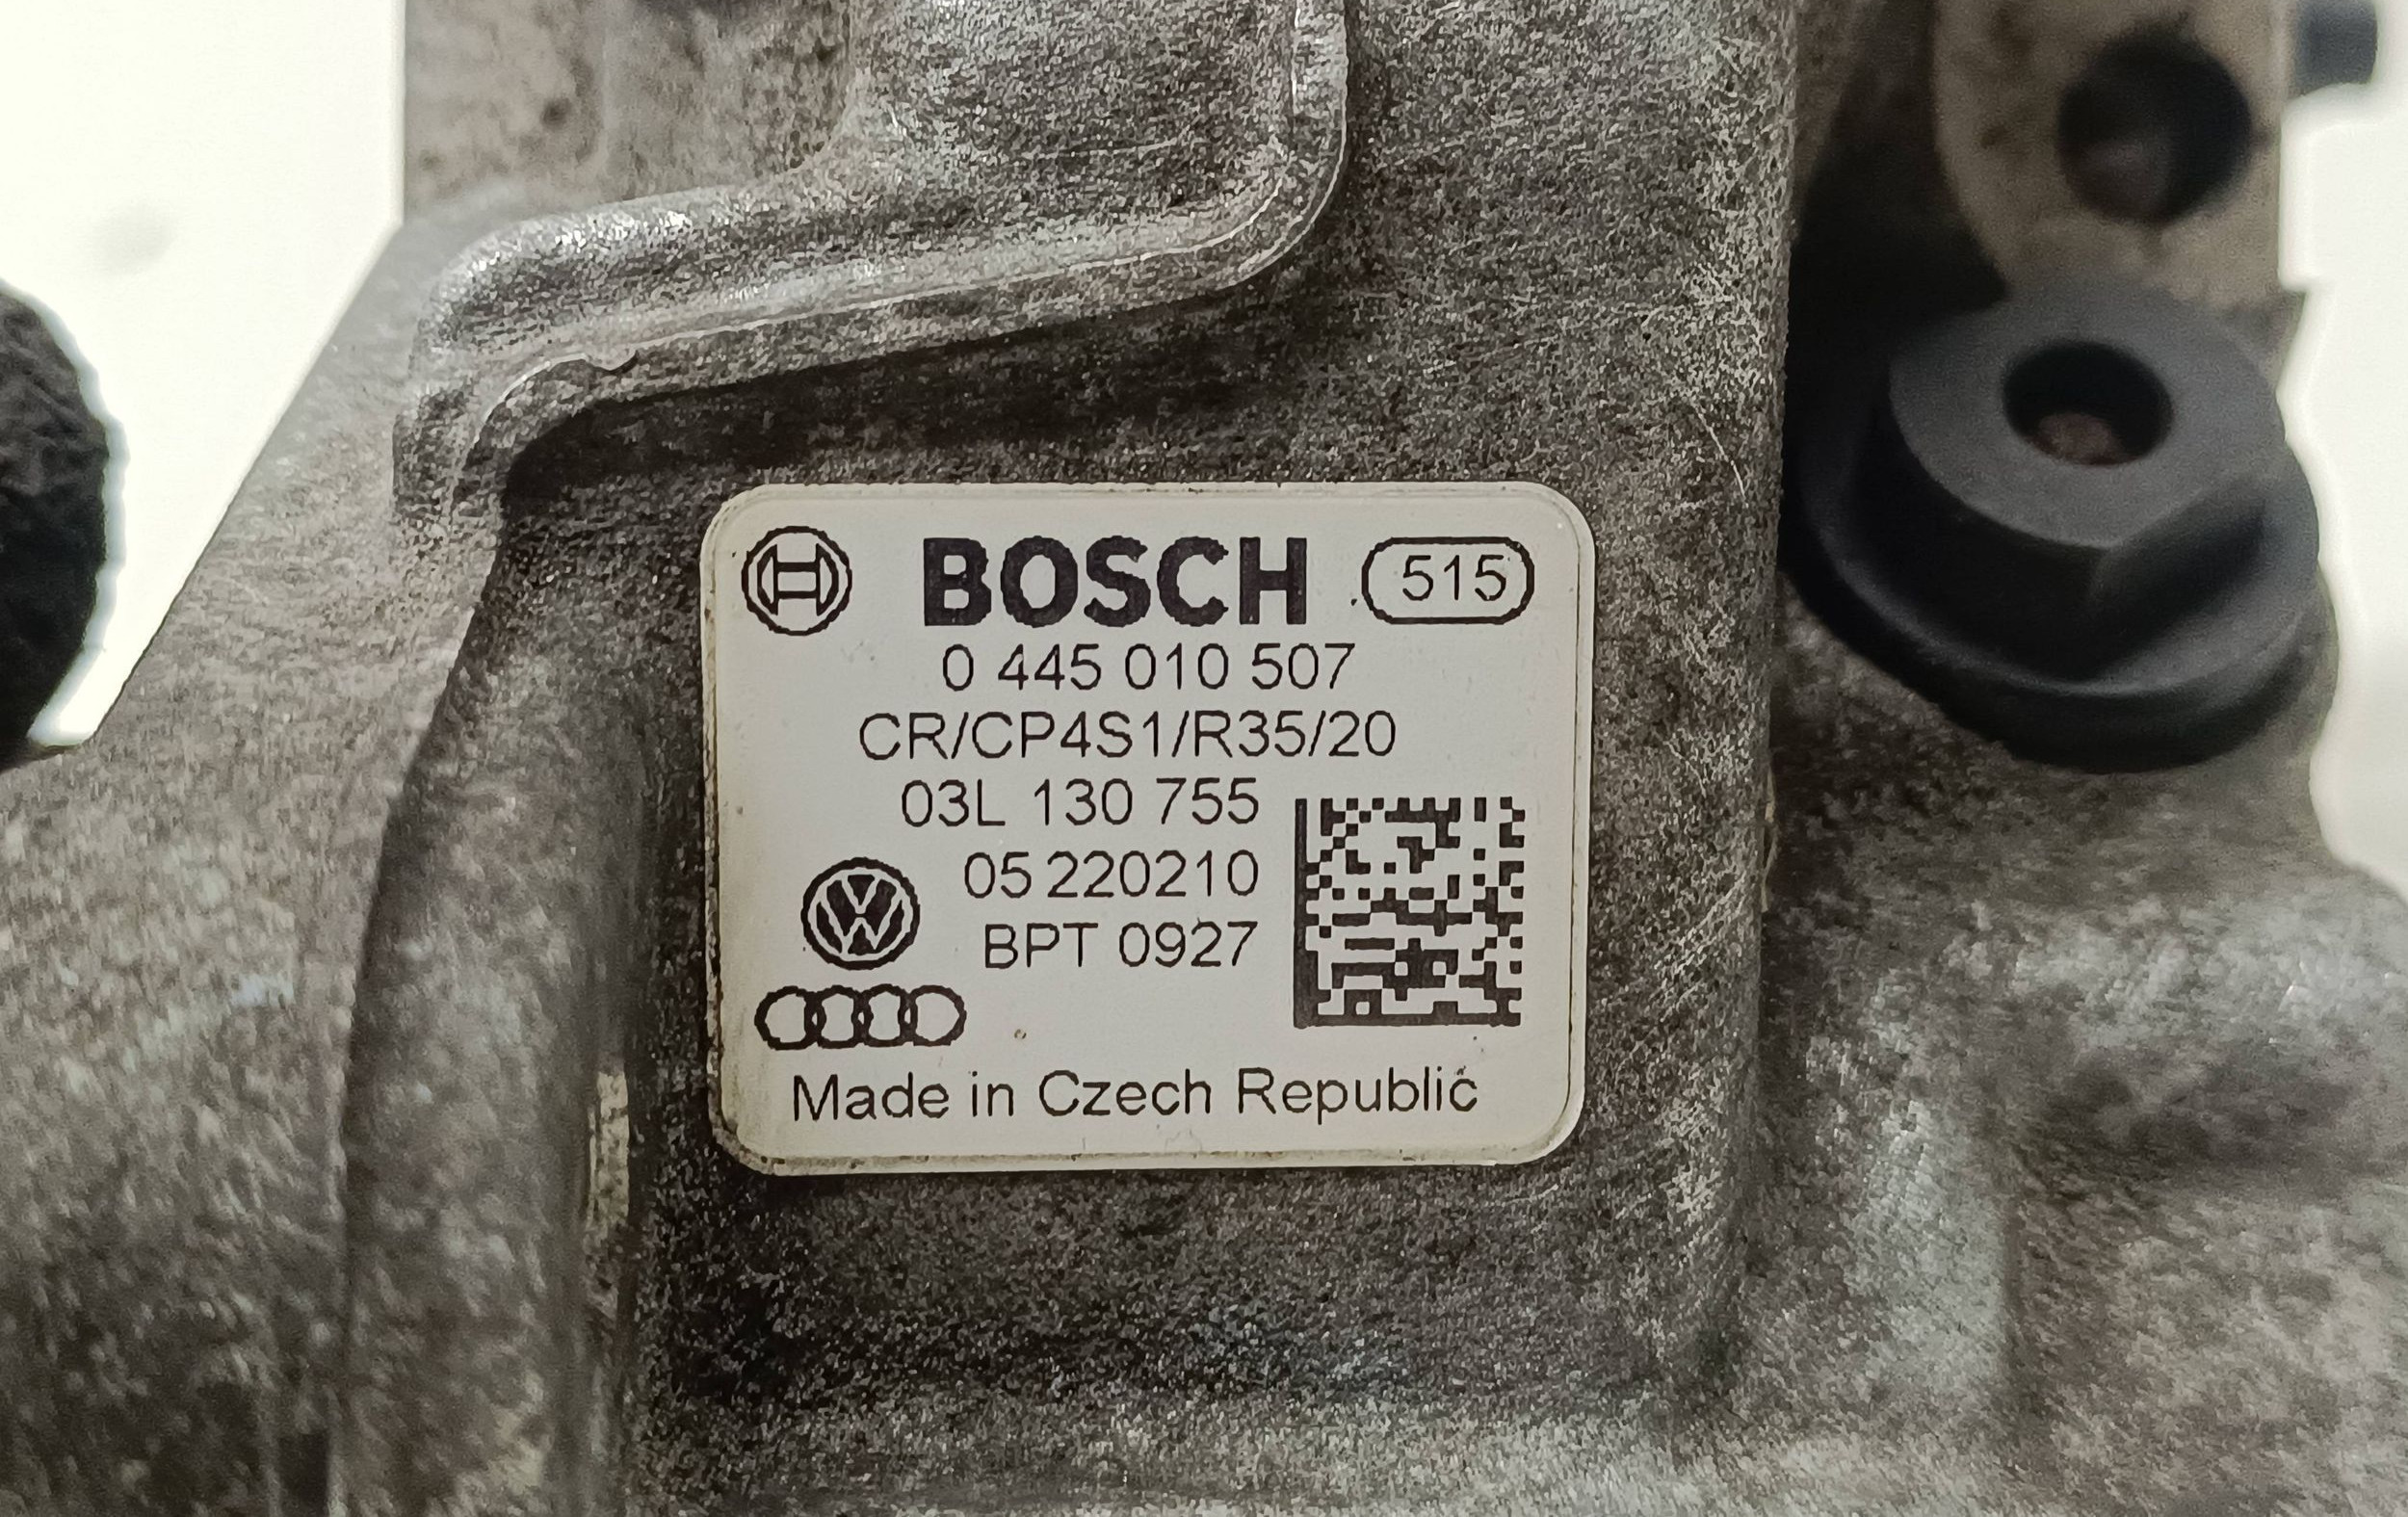 BOSCH 515
0 445 010 507
CR/CP4S1/R35/20
03L 130 755
05 220210
BPT 0927
Made in Czech Republic